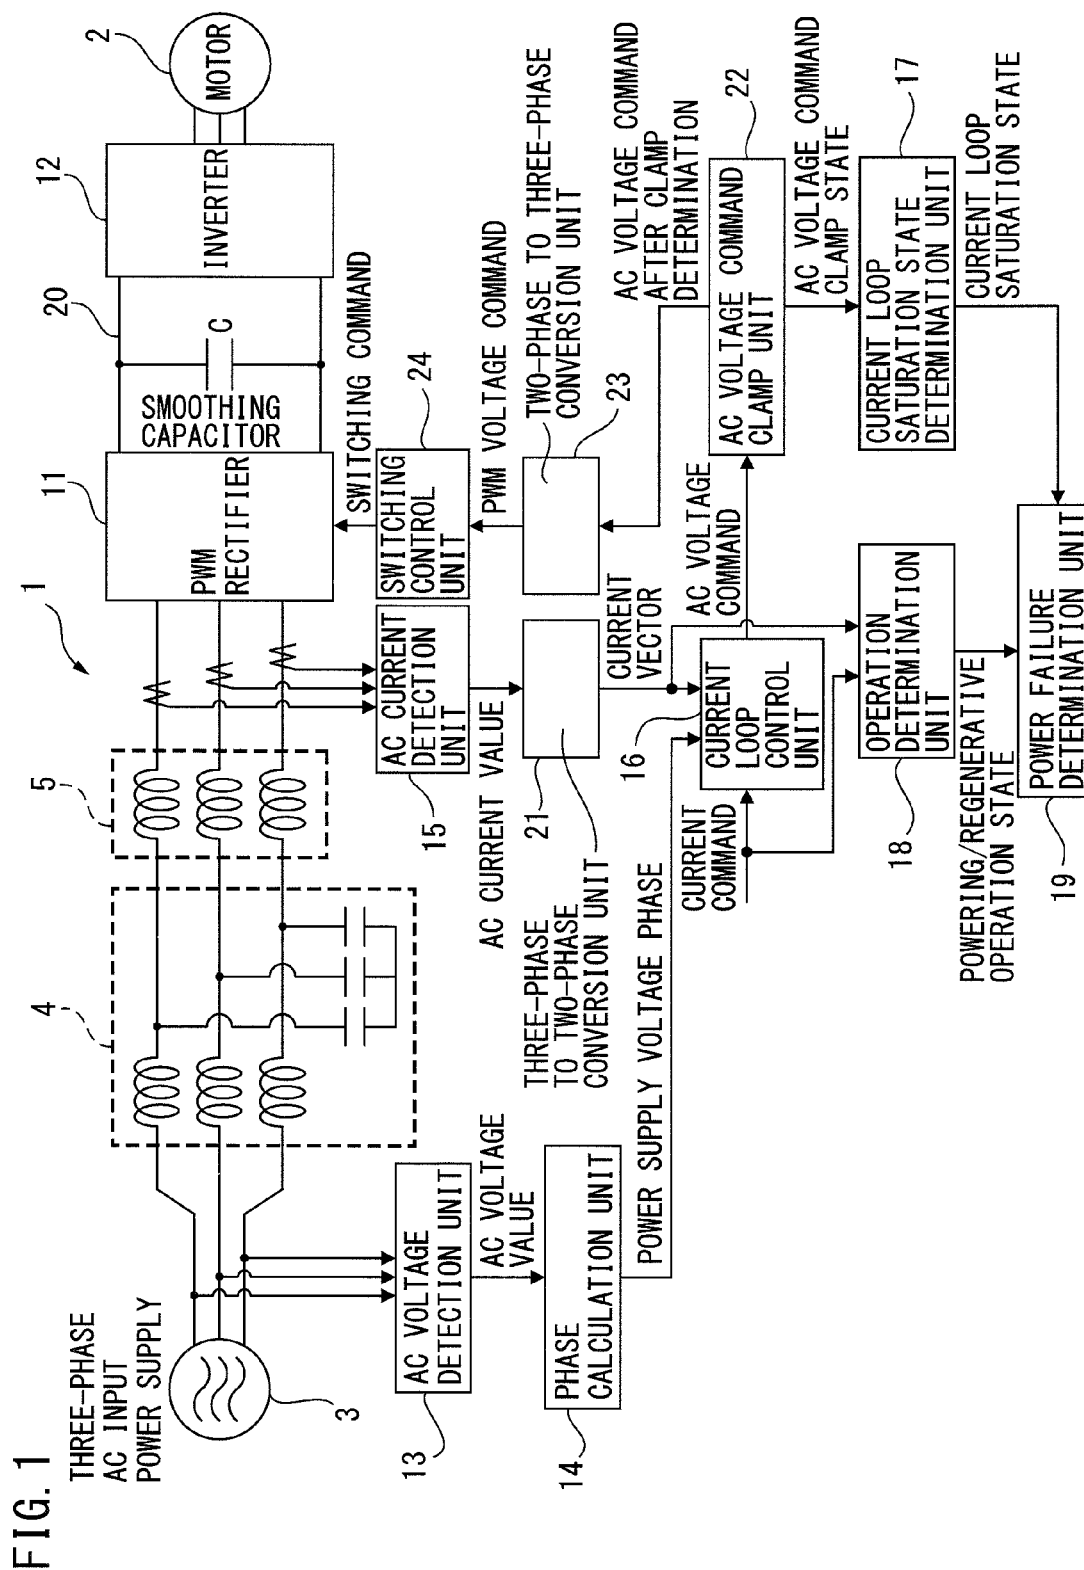 FIG. 1
THREE-PHASE
AC INPUT
POWER SUPPLY
3
4
5
1
11
PWM
RECTIFIER
SMOOTHING
CAPACITOR
C
20
12
INVERTER
2
MOTOR
13
AC VOLTAGE
DETECTION UNIT
AC VOLTAGE
VALUE
14
PHASE
CALCULATION UNIT
POWER SUPPLY VOLTAGE PHASE
15
AC CURRENT
DETECTION
UNIT
AC CURRENT VALUE
21
THREE-PHASE
TO TWO-PHASE
CONVERSION UNIT
CURRENT
VECTOR
24
SWITCHING
CONTROL
UNIT
SWITCHING COMMAND
PWM VOLTAGE COMMAND
TWO-PHASE TO THREE-PHASE
CONVERSION UNIT
23
AC VOLTAGE COMMAND
AFTER CLAMP
DETERMINATION
16
CURRENT
LOOP
CONTROL
UNIT
CURRENT
COMMAND
AC VOLTAGE
COMMAND
22
AC VOLTAGE COMMAND
CLAMP UNIT
AC VOLTAGE COMMAND
CLAMP STATE
17
CURRENT LOOP
SATURATION STATE
DETERMINATION UNIT
CURRENT LOOP
SATURATION STATE
18
OPERATION
DETERMINATION
UNIT
POWERING/REGENERATIVE
OPERATION STATE
19
POWER FAILURE
DETERMINATION UNIT